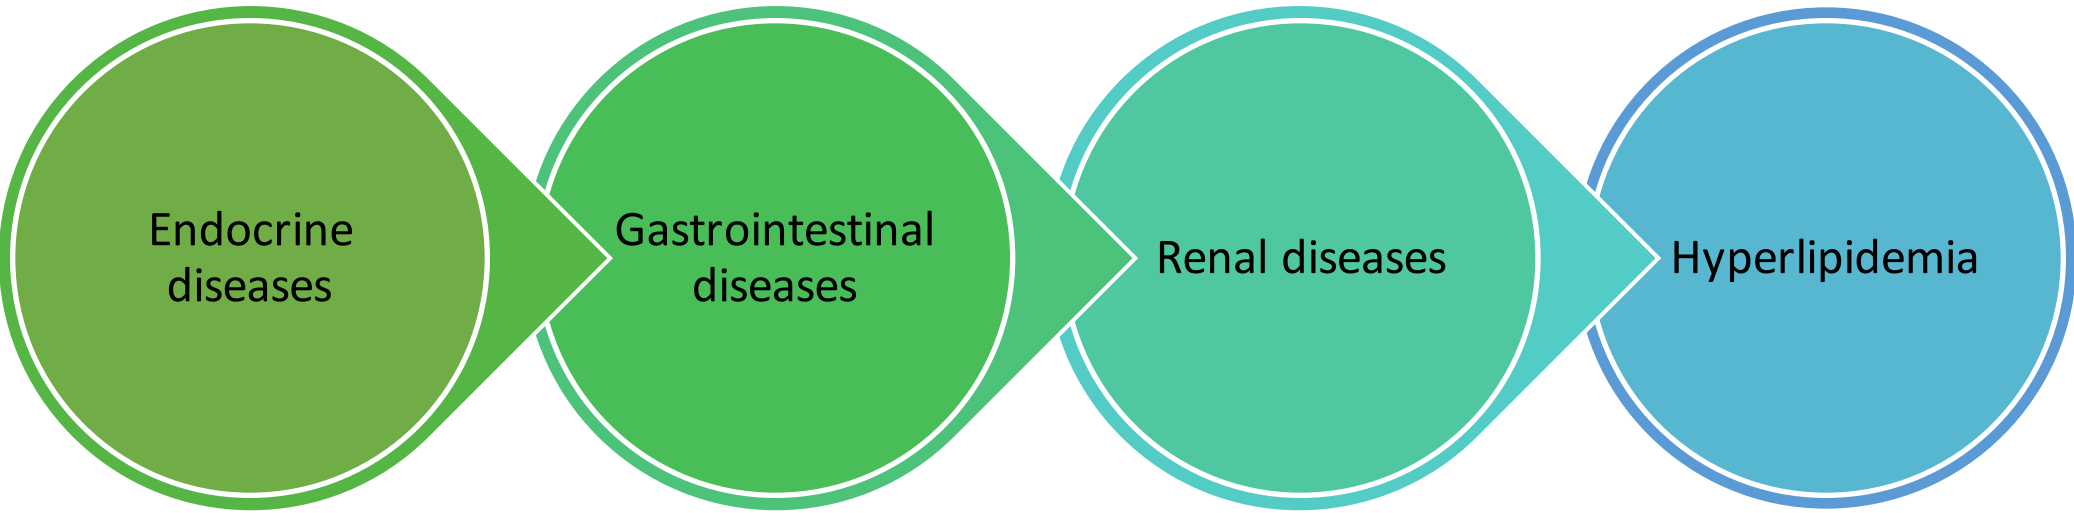 Endocrine
diseases
Gastrointestinal
diseases
Renal diseases
Hyperlipidemia